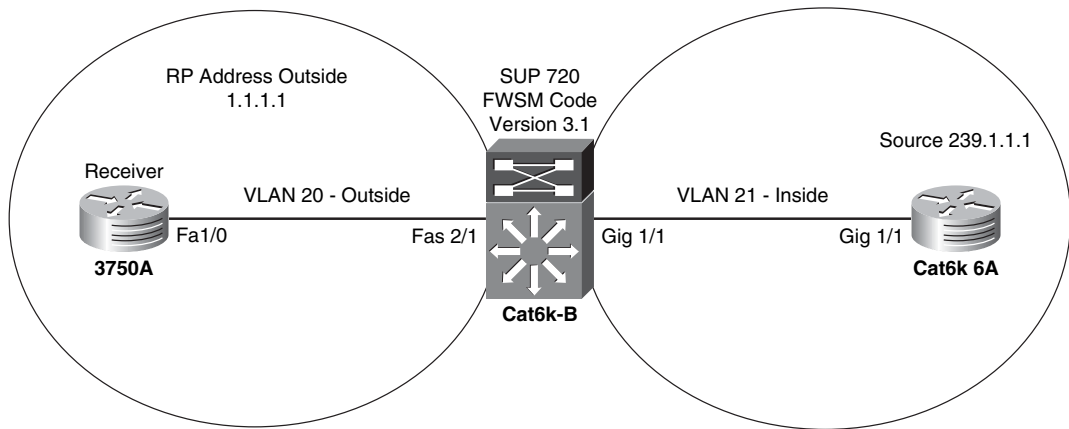 RP Address Outside
1.1.1.1
SUP 720
FWSM Code
Version 3.1
Source 239.1.1.1
Receiver
VLAN 20 - Outside
VLAN 21 - Inside
Fa1/0
Fas 2/1
Gig 1/1
Gig 1/1
3750A
Cat6k 6A
Cat6k-B